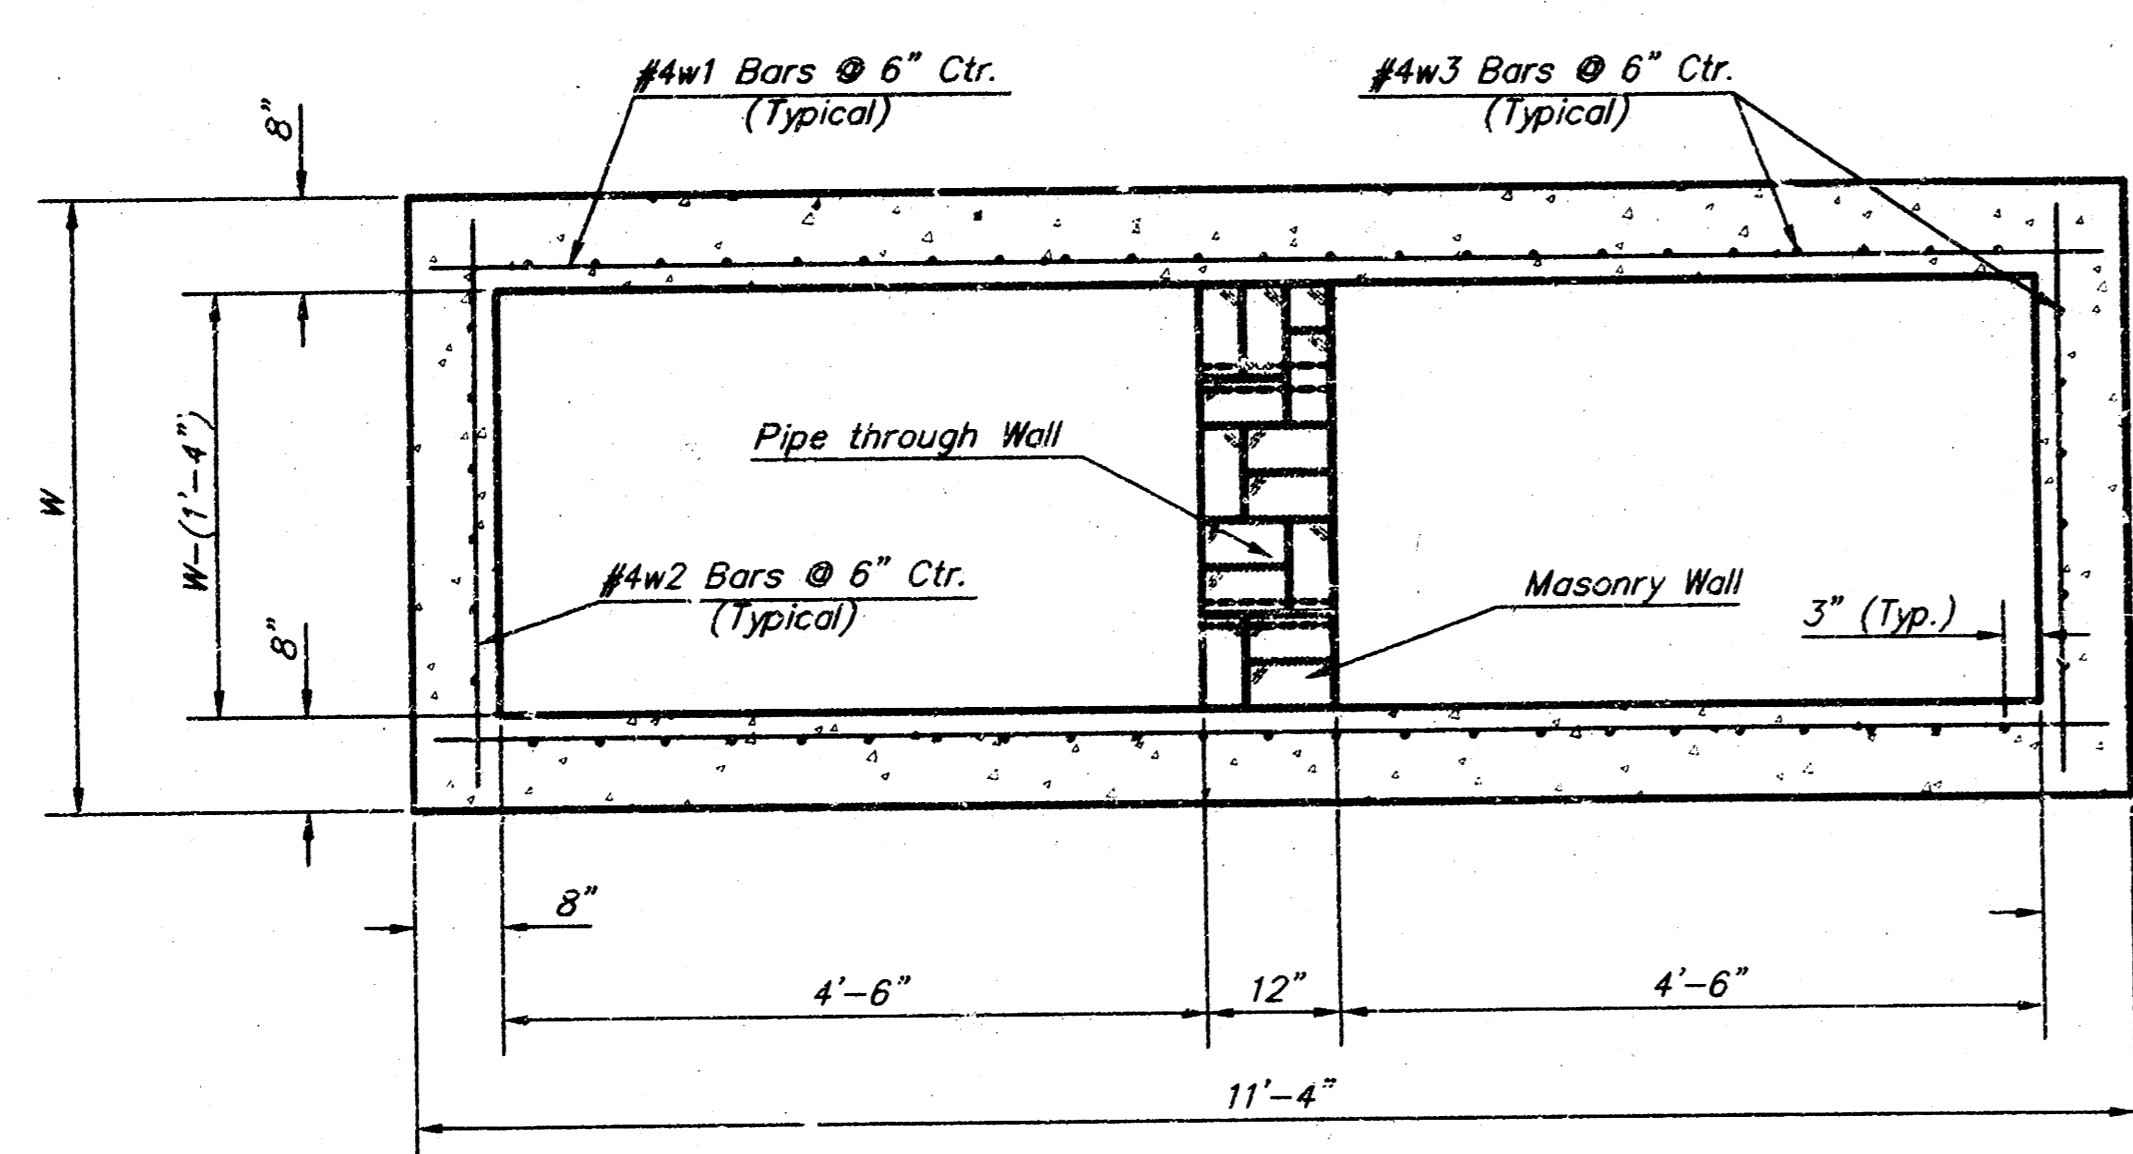 #4w1 Bars @ 6" Ctr.
(Typical)
#4w3 Bars @ 6" Ctr.
(Typical)
8"
W
W-(1'-4")
Pipe through Wall
#4w2 Bars @ 6" Ctr.
(Typical)
Masonry Wall
3" (Typ.)
8"
8"
4'-6"
12"
4'-6"
11'-4"